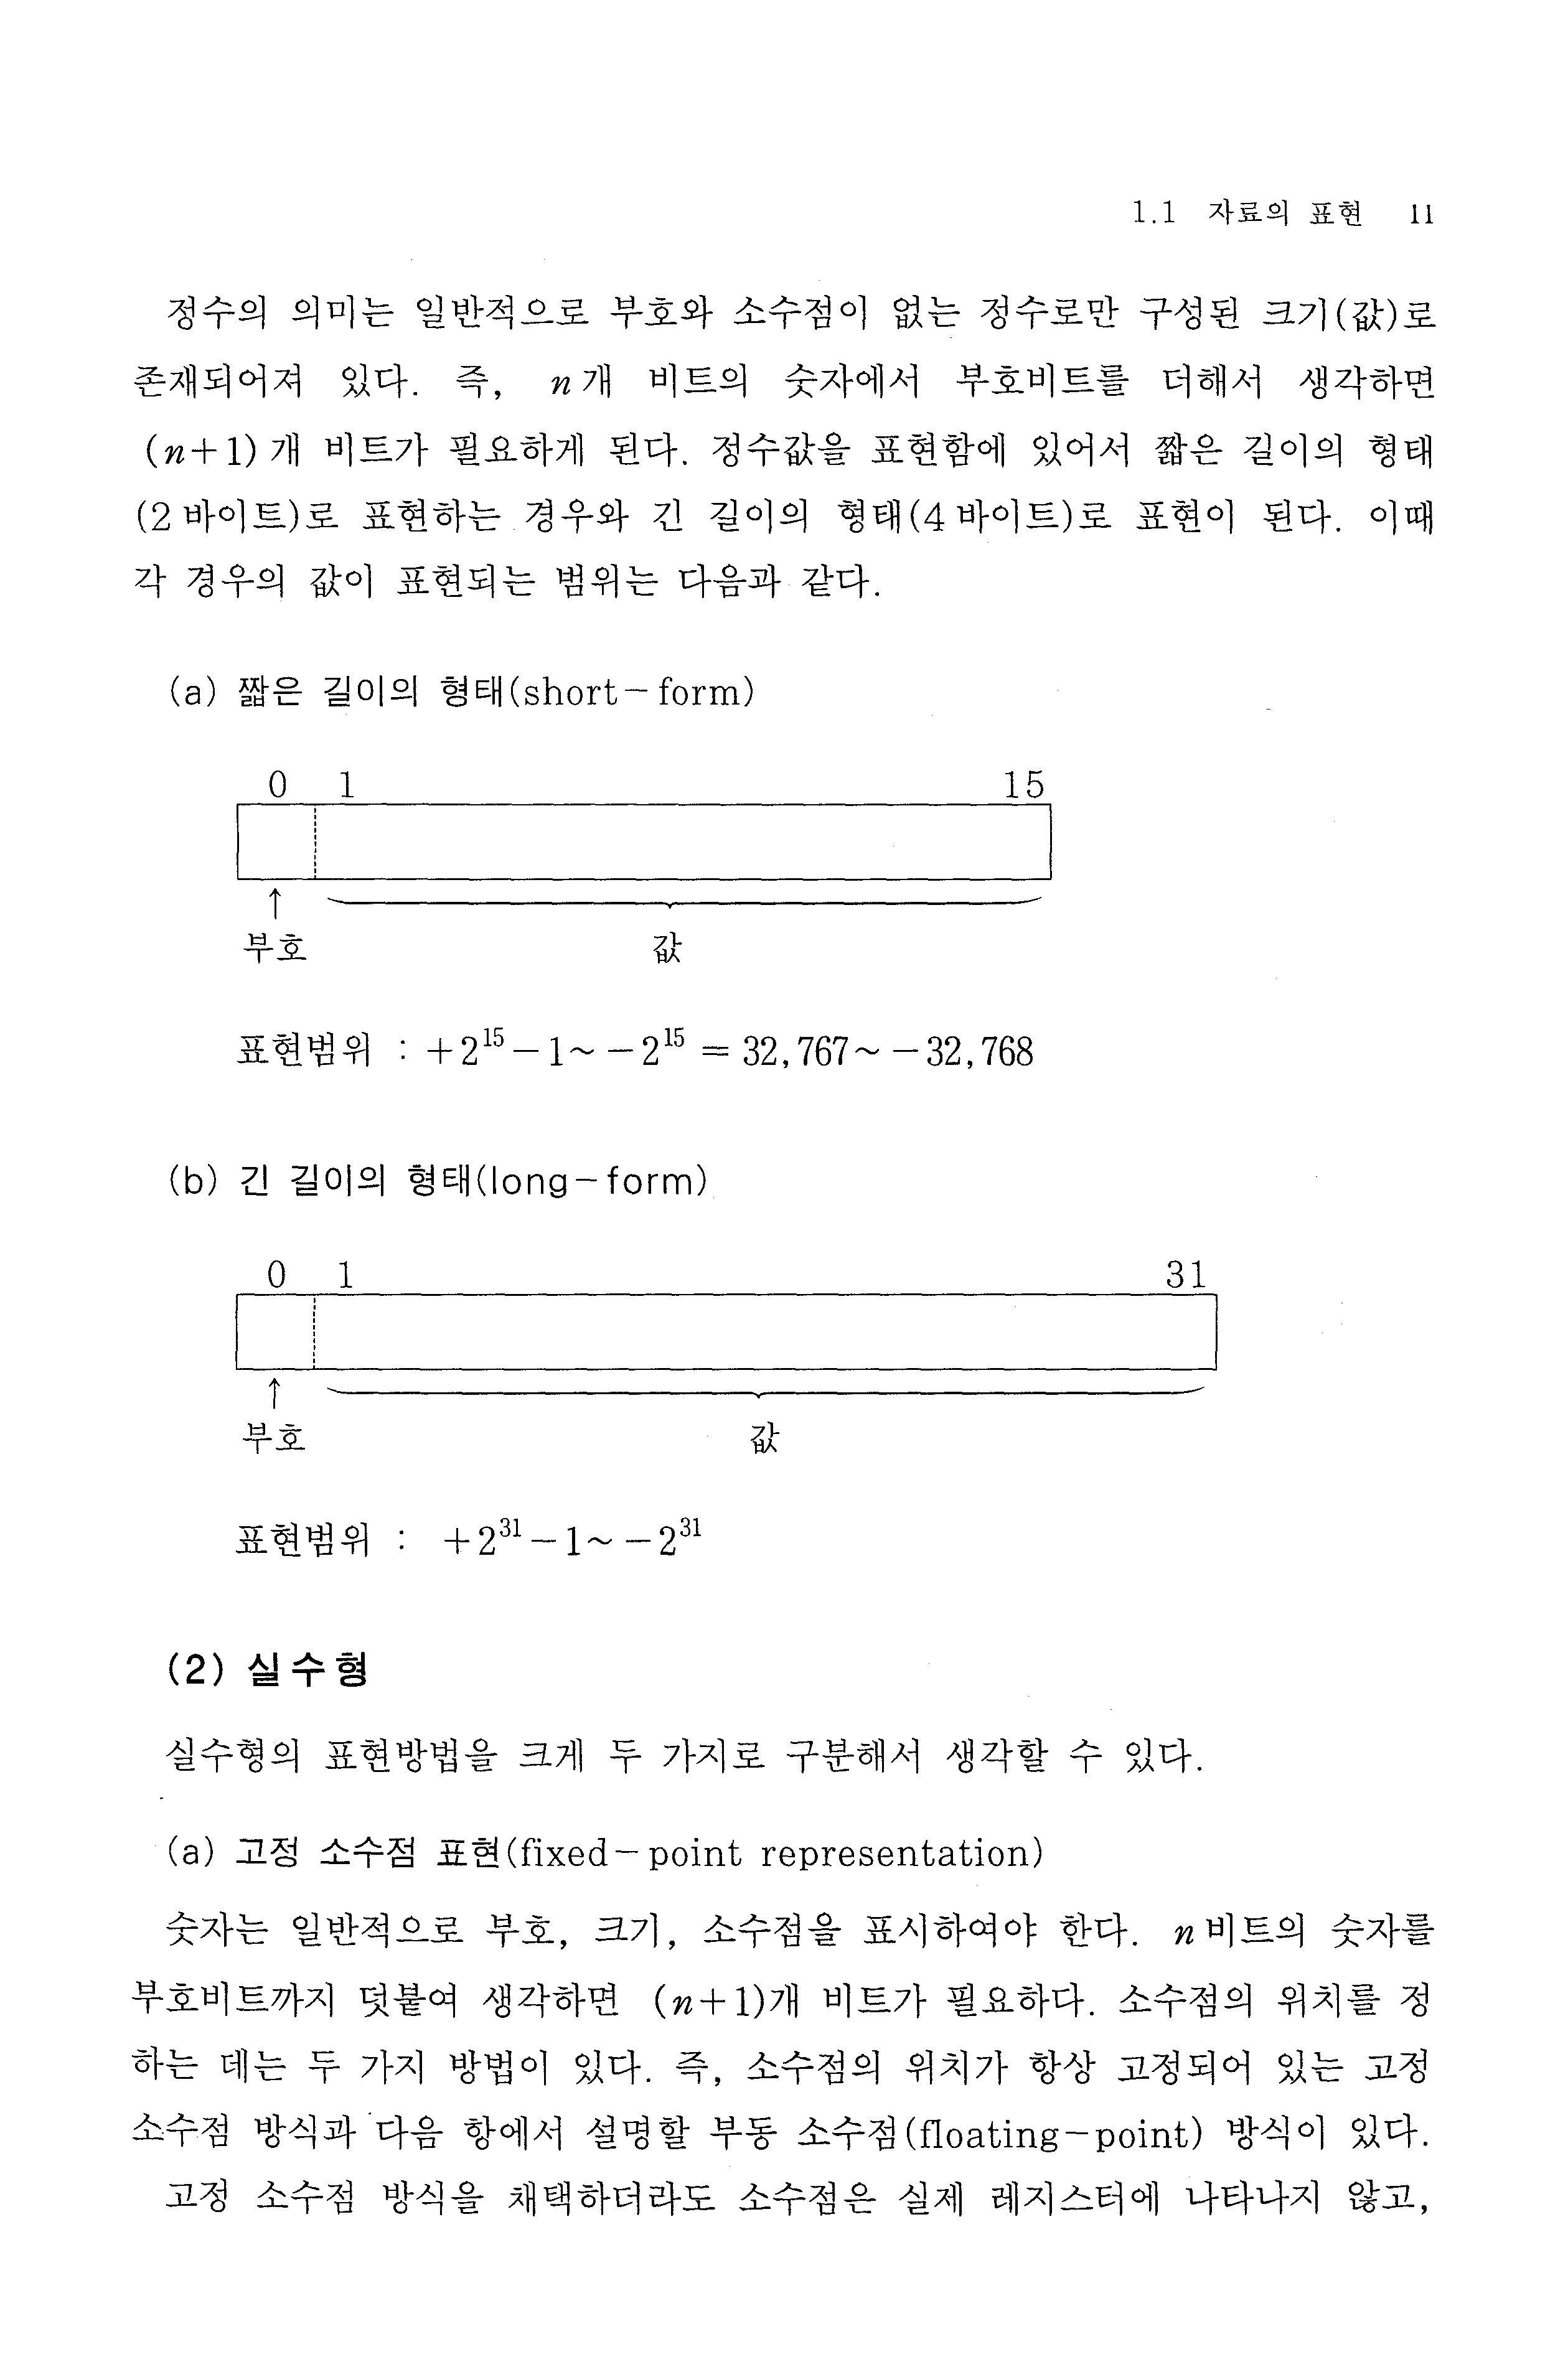 1.1 자료의 표현 11
정수의 의미는 일반적으로 부호와 소수점이 없는 정수로만 구성된 크기(값)로
존재되어져 있다. 즉, n개 비트의 숫자에서 부호비트를 더해서 생각하면
(n+1)개 비트가 필요하게 된다. 정수값을 표현함에 있어서 짧은 길이의 형태
(2바이트)로 표현하는 경우와 긴 길이의 형태(4바이트)로 표현이 된다. 이때
각 경우의 값이 표현되는 범위는 다음과 같다.
(a) 짧은 길이의 형태(short-form)
0 1 15
↑
부호 값
표현범위 : +2¹⁵-1~-2¹⁵ = 32,767~-32,768
(b) 긴 길이의 형태(long-form)
0 1 31
↑
부호 값
표현범위 : +2³¹-1~-2³¹
(2) 실수형
실수형의 표현방법을 크게 두 가지로 구분해서 생각할 수 있다.
(a) 고정 소수점 표현(fixed-point representation)
숫자는 일반적으로 부호, 크기, 소수점을 표시하여야 한다. n비트의 숫자를
부호비트까지 덧붙여 생각하면 (n+1)개 비트가 필요하다. 소수점의 위치를 정
하는 데는 두 가지 방법이 있다. 즉, 소수점의 위치가 항상 고정되어 있는 고정
소수점 방식과 다음 항에서 설명할 부동 소수점(floating-point) 방식이 있다.
고정 소수점 방식을 채택하더라도 소수점은 실제 레지스터에 나타나지 않고,